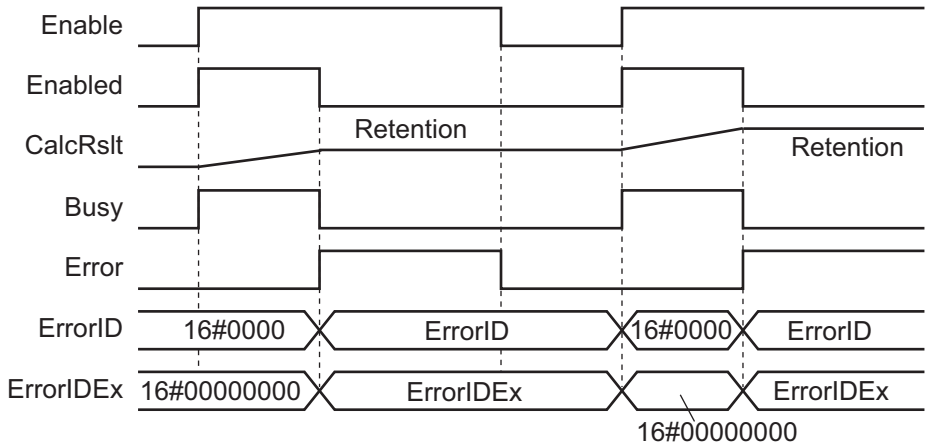 Enable
Enabled
CalcRslt
Retention
Retention
Busy
Error
ErrorID
16#0000
ErrorID
16#0000
ErrorID
ErrorIDEx
16#00000000
ErrorIDEx
ErrorIDEx
16#00000000